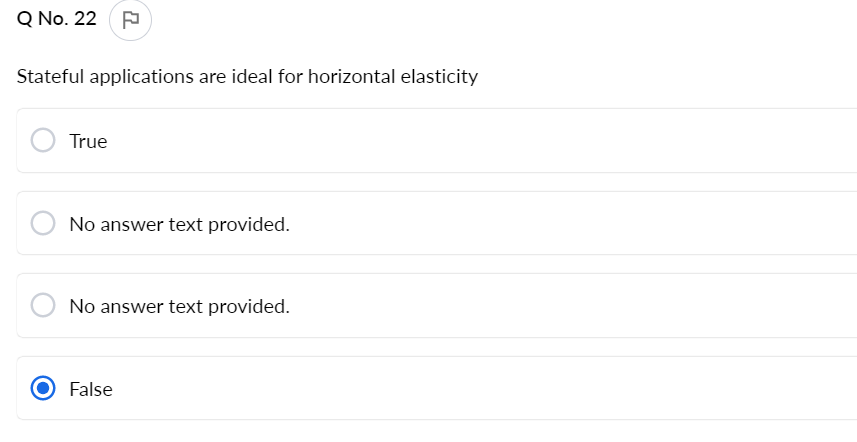 Q No. 22
Stateful applications are ideal for horizontal elasticity
True
No answer text provided.
No answer text provided.
False